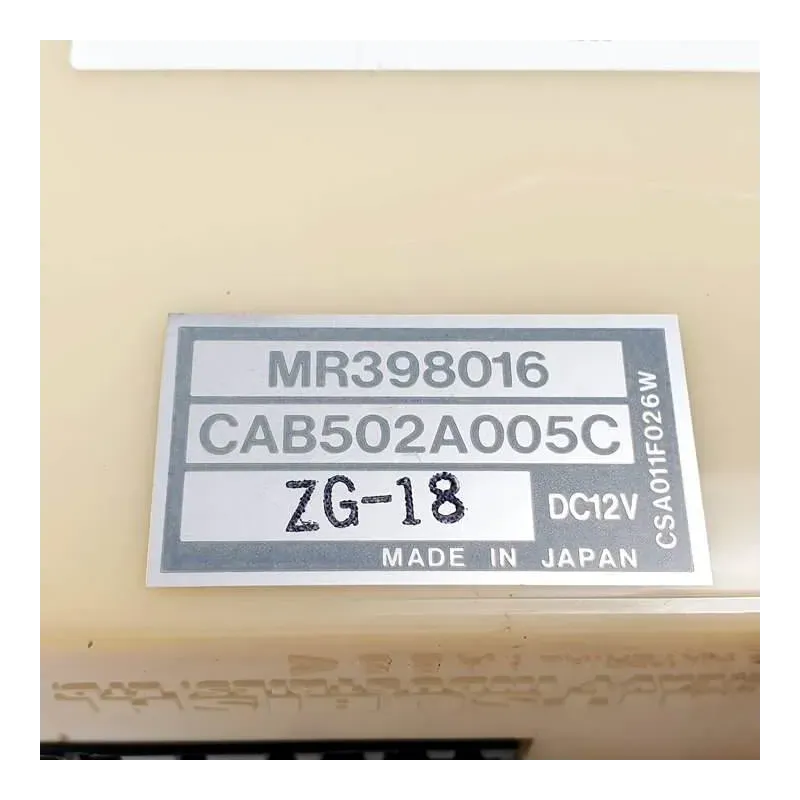 MR398016
CAB502A005C
ZG-18
DC12V
MADE IN JAPAN
CSA011F026W